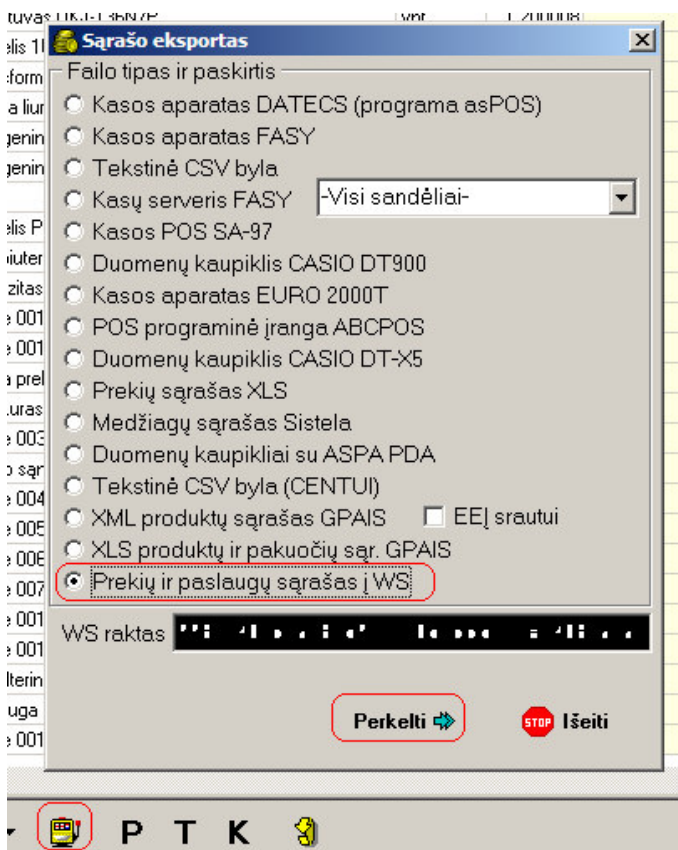 Sąrašo eksportas
Failo tipas ir paskirtis
Kasos aparatas DATECS (programa asPOS)
Kasos aparatas FASY
Tekstinė CSV byla
Kasų serveris FASY -Visi sandėliai-
Kasos POS SA-97
Duomenų kaupiklis CASIO DT900
Kasos aparatas EURO 2000T
POS programinė įranga ABCPOS
Duomenų kaupiklis CASIO DT-X5
Prekių sąrašas XLS
Medžiagų sąrašas Sistela
Duomenų kaupikliai su ASPA PDA
Tekstinė CSV byla (CENTUI)
XML produktų sąrašas GPAIS EEĮ srautui
XLS produktų ir pakuočių sąr. GPAIS
Prekių ir paslaugų sąrašas į WS
WS raktas
Perkelti STOP Išeiti
P T K